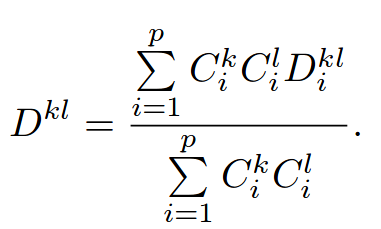 D^{kl} = \frac{\sum_{i=1}^{p} C_i^k C_i^l D_i^{kl}}{\sum_{i=1}^{p} C_i^k C_i^l}.